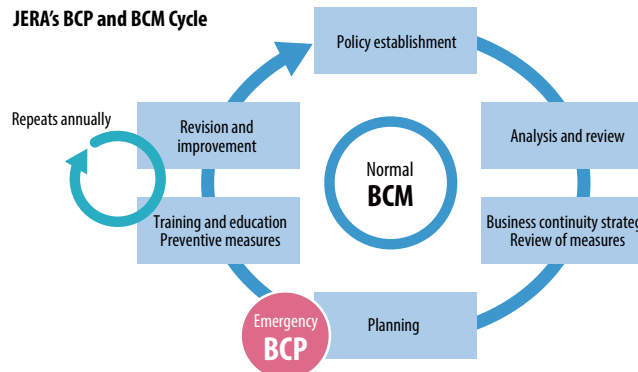 JERA's BCP and BCM Cycle
Policy establishment
Repeats annually
Revision and
improvement
Analysis and review
Normal
BCM
Training and education
Preventive measures
Business continuity
Review of measures
Emergency
BCP
Planning